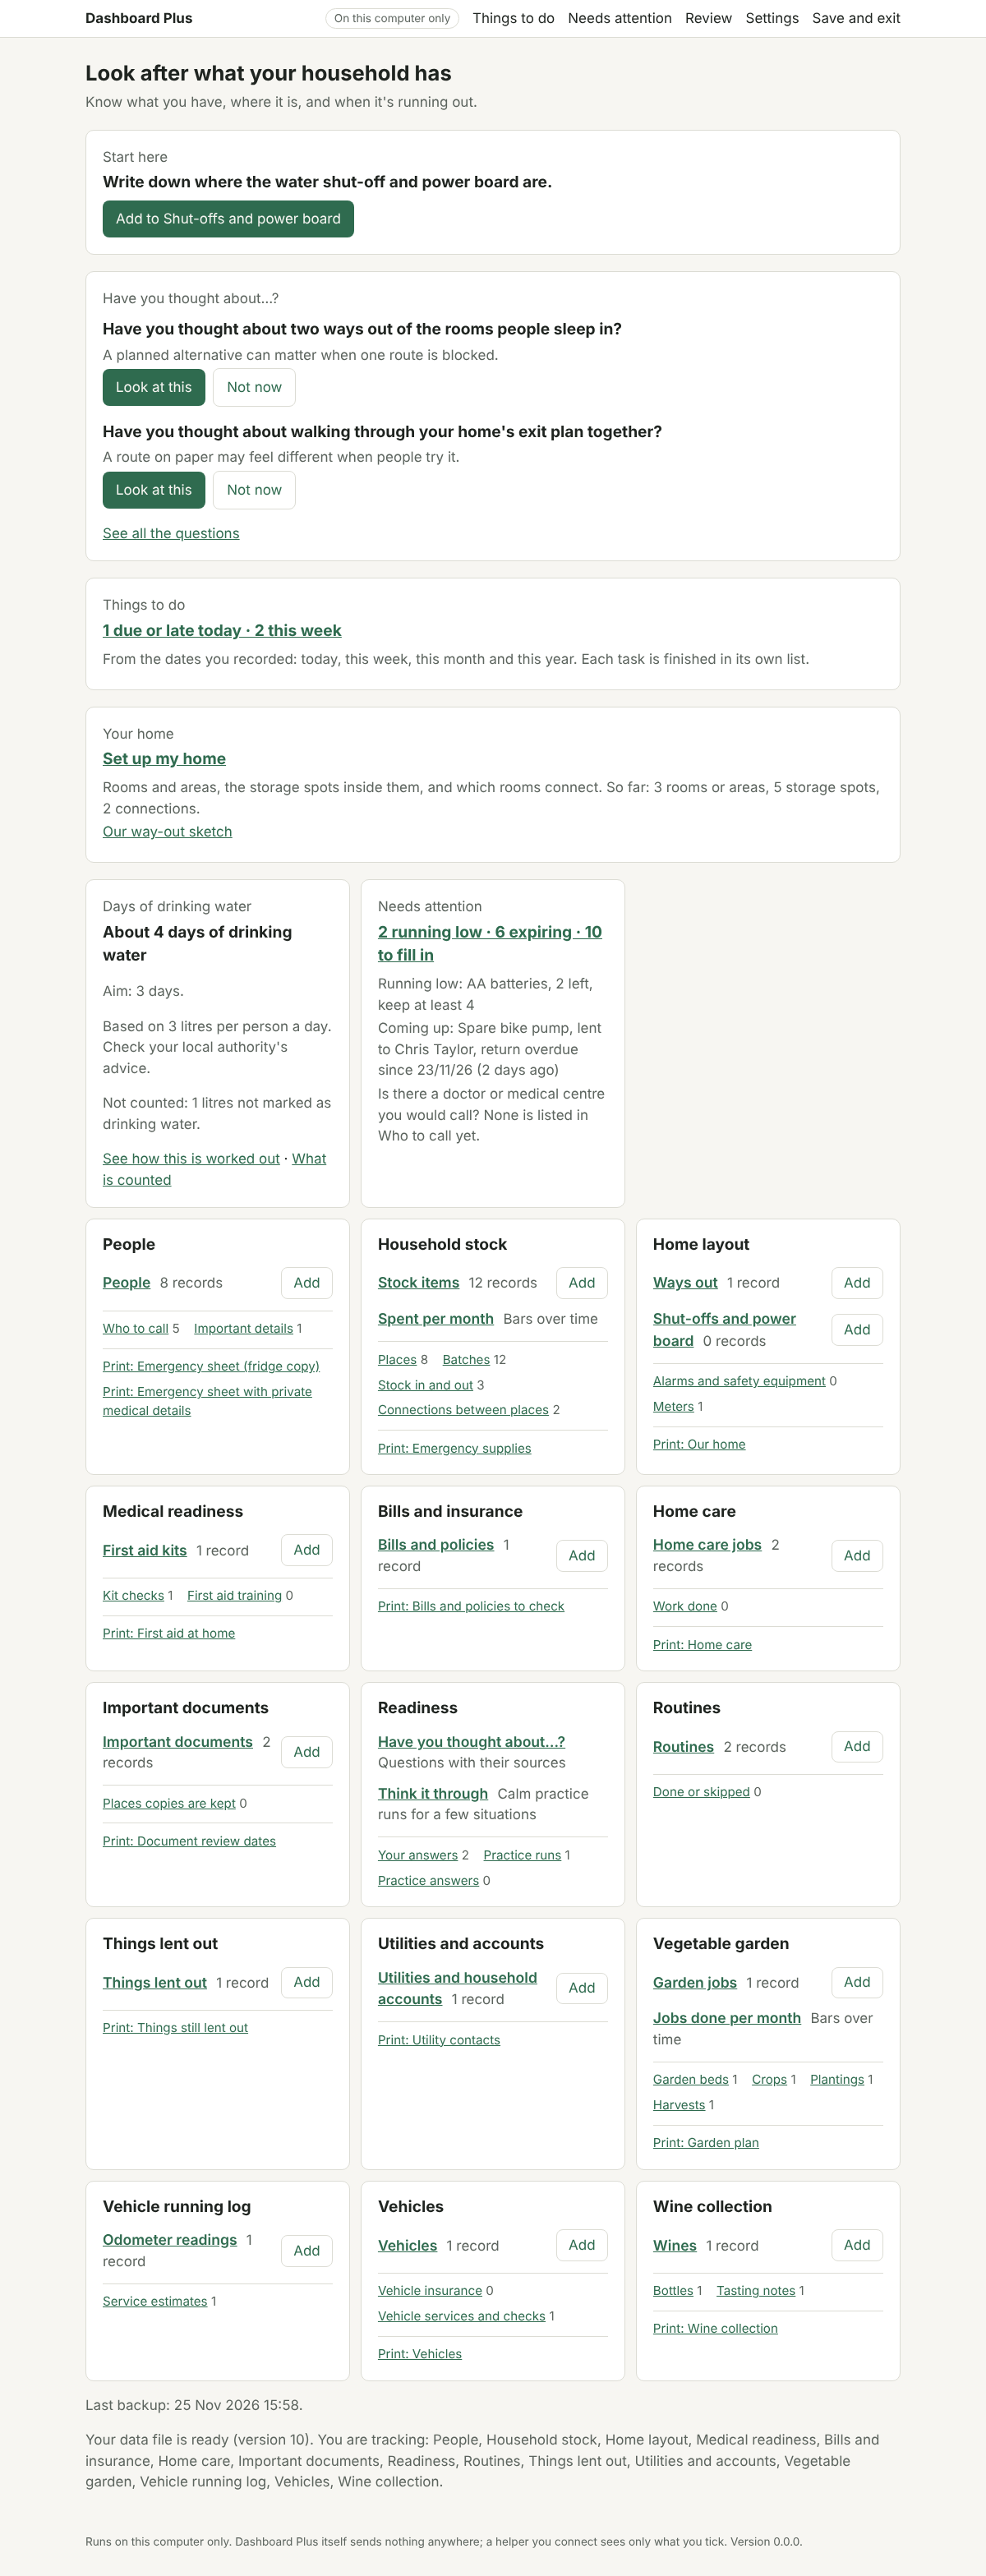 Dashboard Plus
On this computer only
Things to do
Needs attention
Review
Settings
Save and exit
Look after what your household has
Know what you have, where it is, and when it's running out.
Start here
Write down where the water shut-off and power board are.
Add to Shut-offs and power board
Have you thought about...?
Have you thought about two ways out of the rooms people sleep in?
A planned alternative can matter when one route is blocked.
Look at this
Not now
Have you thought about walking through your home's exit plan together?
A route on paper may feel different when people try it.
Look at this
Not now
See all the questions
Things to do
1 due or late today · 2 this week
From the dates you recorded: today, this week, this month and this year. Each task is finished in its own list.
Your home
Set up my home
Rooms and areas, the storage spots inside them, and which rooms connect. So far: 3 rooms or areas, 5 storage spots,
2 connections.
Our way-out sketch
Days of drinking water
About 4 days of drinking
water
Aim: 3 days.
Based on 3 litres per person a day.
Check your local authority's
advice.
Not counted: 1 litres not marked as
drinking water.
See how this is worked out · What
is counted
Needs attention
2 running low · 6 expiring · 10
to fill in
Running low: AA batteries, 2 left,
keep at least 4
Coming up: Spare bike pump, lent
to Chris Taylor, return overdue
since 23/11/26 (2 days ago)
Is there a doctor or medical centre
you would call? None is listed in
Who to call yet.
People
People 8 records
Add
Who to call 5 Important details 1
Print: Emergency sheet (fridge copy)
Print: Emergency sheet with private
medical details
Household stock
Stock items 12 records
Add
Spent per month Bars over time
Places 8 Batches 12
Stock in and out 3
Connections between places 2
Print: Emergency supplies
Home layout
Ways out 1 record
Add
Shut-offs and power
board 0 records
Add
Alarms and safety equipment 0
Meters 1
Print: Our home
Medical readiness
First aid kits 1 record
Add
Kit checks 1 First aid training 0
Print: First aid at home
Bills and insurance
Bills and policies 1
record
Add
Print: Bills and policies to check
Home care
Home care jobs 2
records
Add
Work done 0
Print: Home care
Important documents
Important documents 2
records
Add
Places copies are kept 0
Print: Document review dates
Readiness
Have you thought about...?
Questions with their sources
Think it through Calm practice
runs for a few situations
Your answers 2 Practice runs 1
Practice answers 0
Routines
Routines 2 records
Add
Done or skipped 0
Things lent out
Things lent out 1 record
Add
Print: Things still lent out
Utilities and accounts
Utilities and household
accounts 1 record
Add
Print: Utility contacts
Vegetable garden
Garden jobs 1 record
Add
Jobs done per month Bars over
time
Garden beds 1 Crops 1 Plantings 1
Harvests 1
Print: Garden plan
Vehicle running log
Odometer readings 1
record
Add
Service estimates 1
Vehicles
Vehicles 1 record
Add
Vehicle insurance 0
Vehicle services and checks 1
Print: Vehicles
Wine collection
Wines 1 record
Add
Bottles 1 Tasting notes 1
Print: Wine collection
Last backup: 25 Nov 2026 15:58.
Your data file is ready (version 10). You are tracking: People, Household stock, Home layout, Medical readiness, Bills and
insurance, Home care, Important documents, Readiness, Routines, Things lent out, Utilities and accounts, Vegetable
garden, Vehicle running log, Vehicles, Wine collection.
Runs on this computer only. Dashboard Plus itself sends nothing anywhere; a helper you connect sees only what you tick. Version 0.0.0.